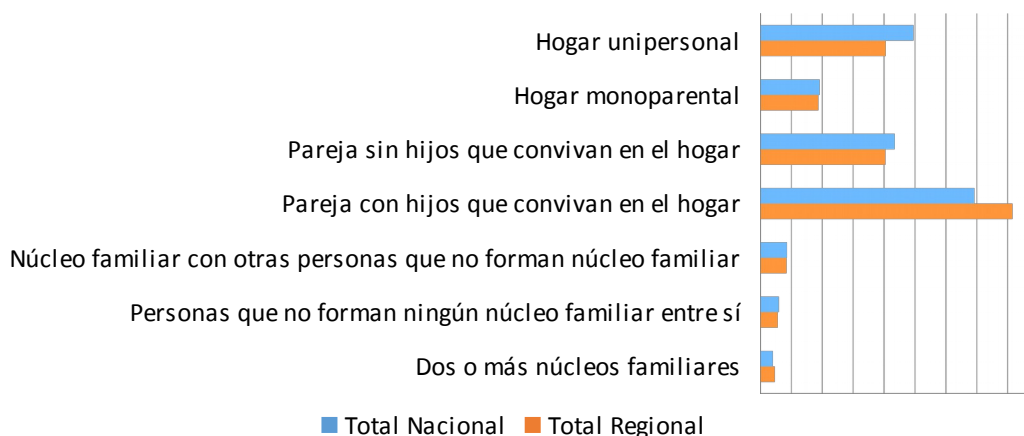 Hogar unipersonal
Hogar monoparental
Pareja sin hijos que convivan en el hogar
Pareja con hijos que convivan en el hogar
Núcleo familiar con otras personas que no forman núcleo familiar
Personas que no forman ningún núcleo familiar entre sí
Dos o más núcleos familiares
Total Nacional Total Regional